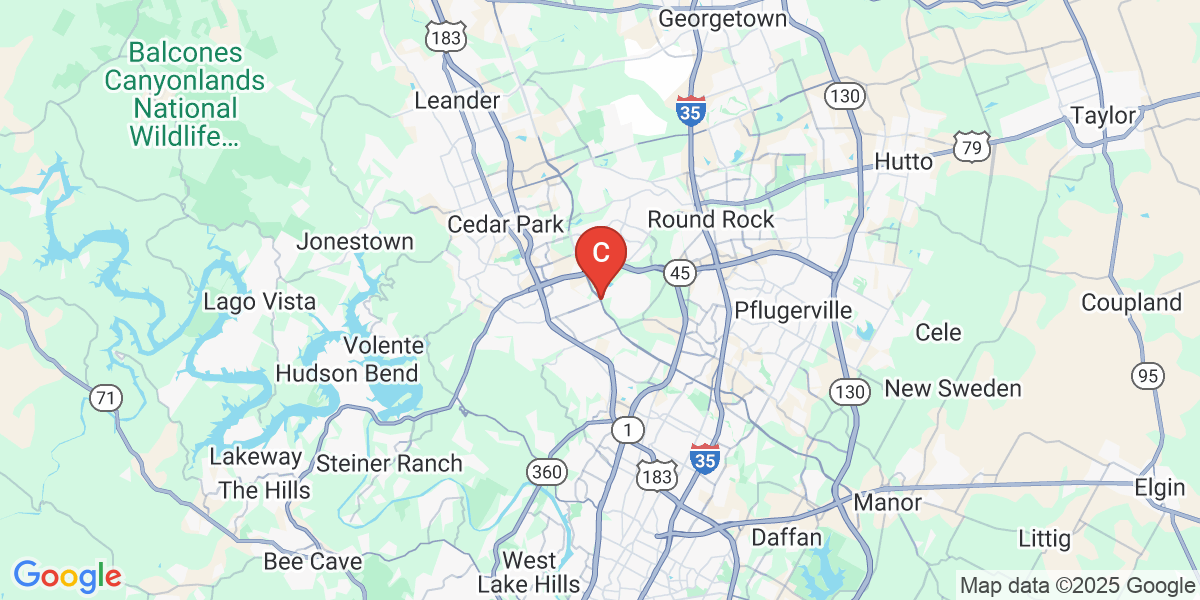 Georgetown
183
Balcones
Canyonlands
National
Wildlife...
Leander
130
35
Taylor
79
Hutto
Cedar Park
Round Rock
Jonestown
C
45
Lago Vista
Coupland
Pflugerville
Cele
Volente
Hudson Bend
95
New Sweden
130
71
1
Lakeway
Steiner Ranch
35
360
183
The Hills
Elgin
Manor
Daffan
Littig
Bee Cave
West
Lake Hills
Google
Map data ©2025 Google